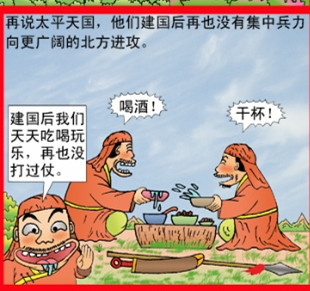 再说太平天国，他们建国后再也没有集中兵力
向更广阔的北方进攻。
喝酒！
干杯！
建国后我们
天天吃喝玩
乐，再也没
打过仗。